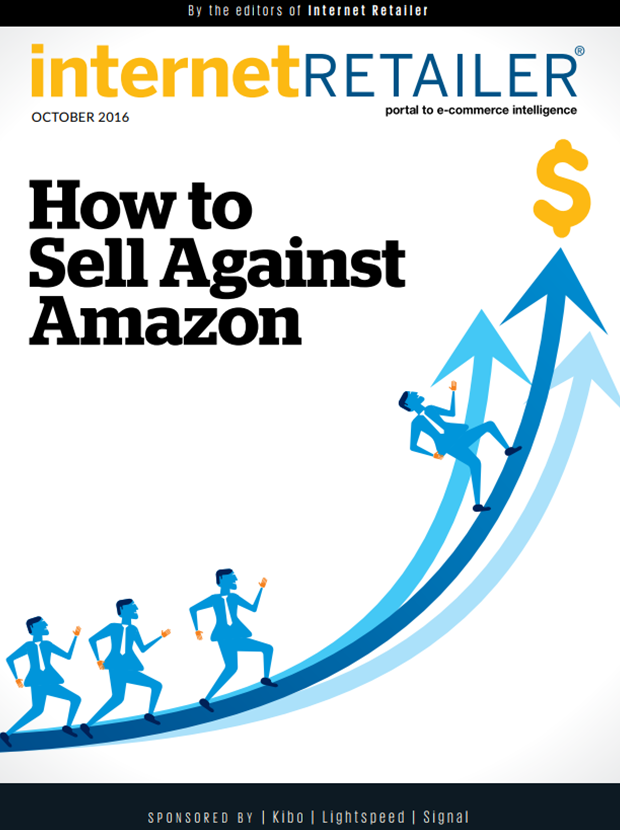 By the editors of Internet Retailer
internetRETAILER®
portal to e-commerce intelligence
OCTOBER 2016
$
How to
Sell Against
Amazon
SPONSORED BY | Kibo | Lightspeed | Signal